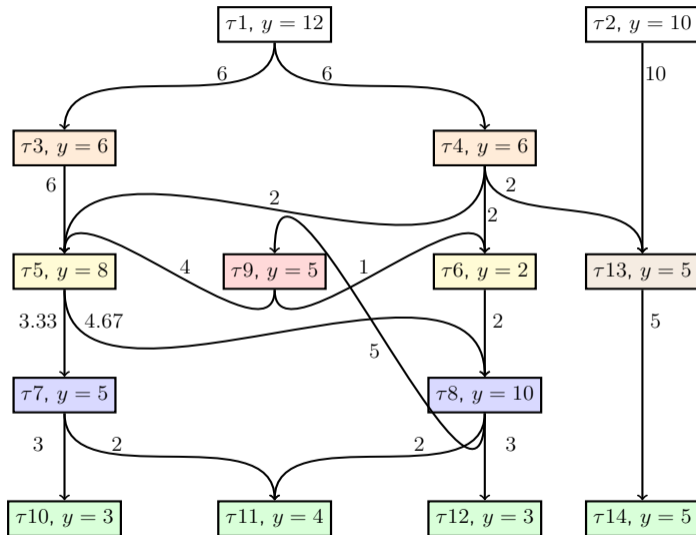 τ1, y = 12
τ2, y = 10
6
6
10
τ3, y = 6
τ4, y = 6
6
2
2
2
τ5, y = 8
4
τ9, y = 5
1
τ6, y = 2
τ13, y = 5
3.33
4.67
2
5
5
τ7, y = 5
τ8, y = 10
3
2
2
3
τ10, y = 3
τ11, y = 4
τ12, y = 3
τ14, y = 5